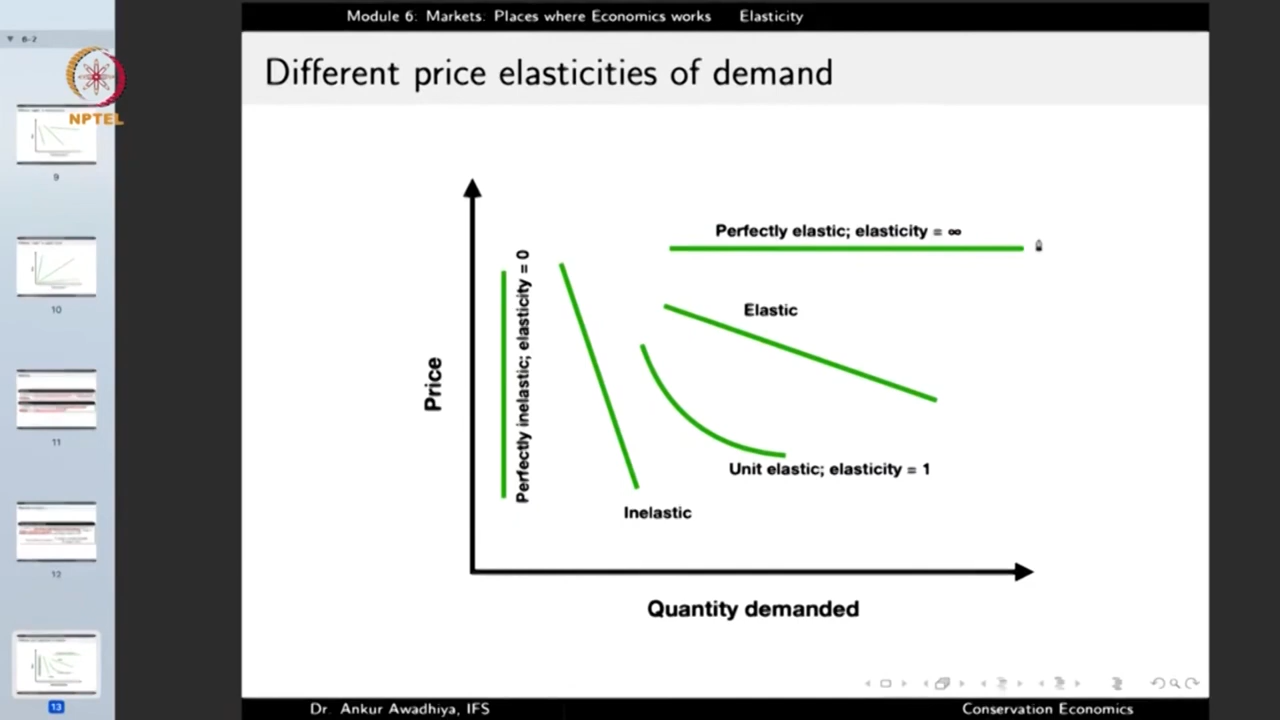 Module 6: Markets: Places where Economics works Elasticity
6-2
NPTEL
Different price elasticities of demand
9
10
11
12
13
Price
Perfectly inelastic; elasticity = 0
Perfectly elastic; elasticity = ∞
Elastic
Unit elastic; elasticity = 1
Inelastic
Quantity demanded
Dr. Ankur Awadhiya, IFS
Conservation Economics